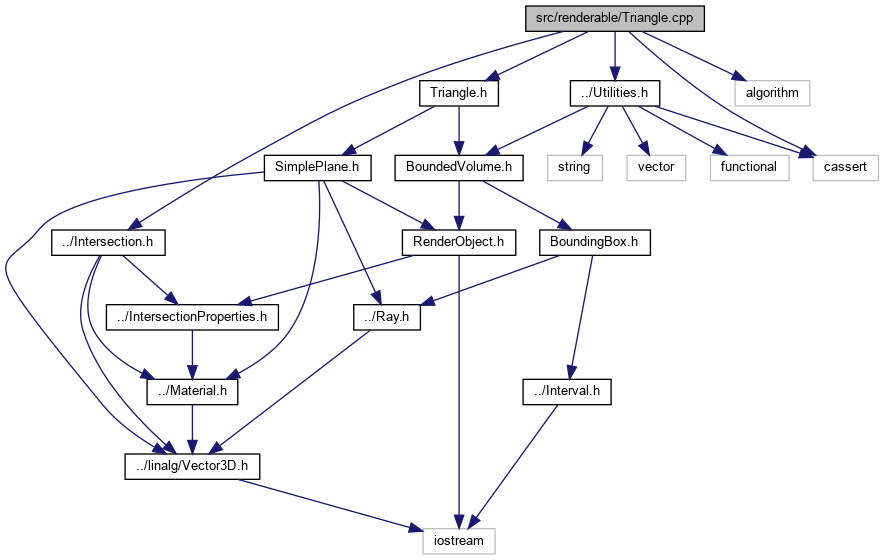 src/renderable/Triangle.cpp
Triangle.h
../Utilities.h
algorithm
SimplePlane.h
BoundedVolume.h
string
vector
functional
cassert
../Intersection.h
RenderObject.h
BoundingBox.h
../IntersectionProperties.h
../Ray.h
../Material.h
../Interval.h
../linalg/Vector3D.h
iostream